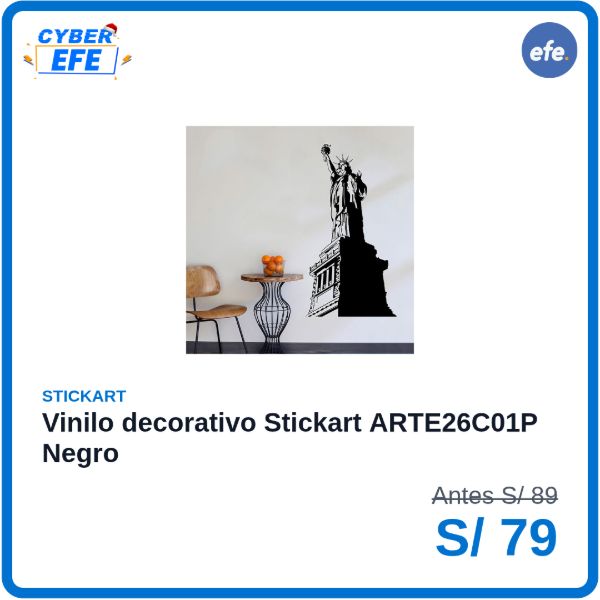 CYBER
EFE
efe.
STICKART
Vinilo decorativo Stickart ARTE26C01P
Negro
Antes S/ 89
S/ 79